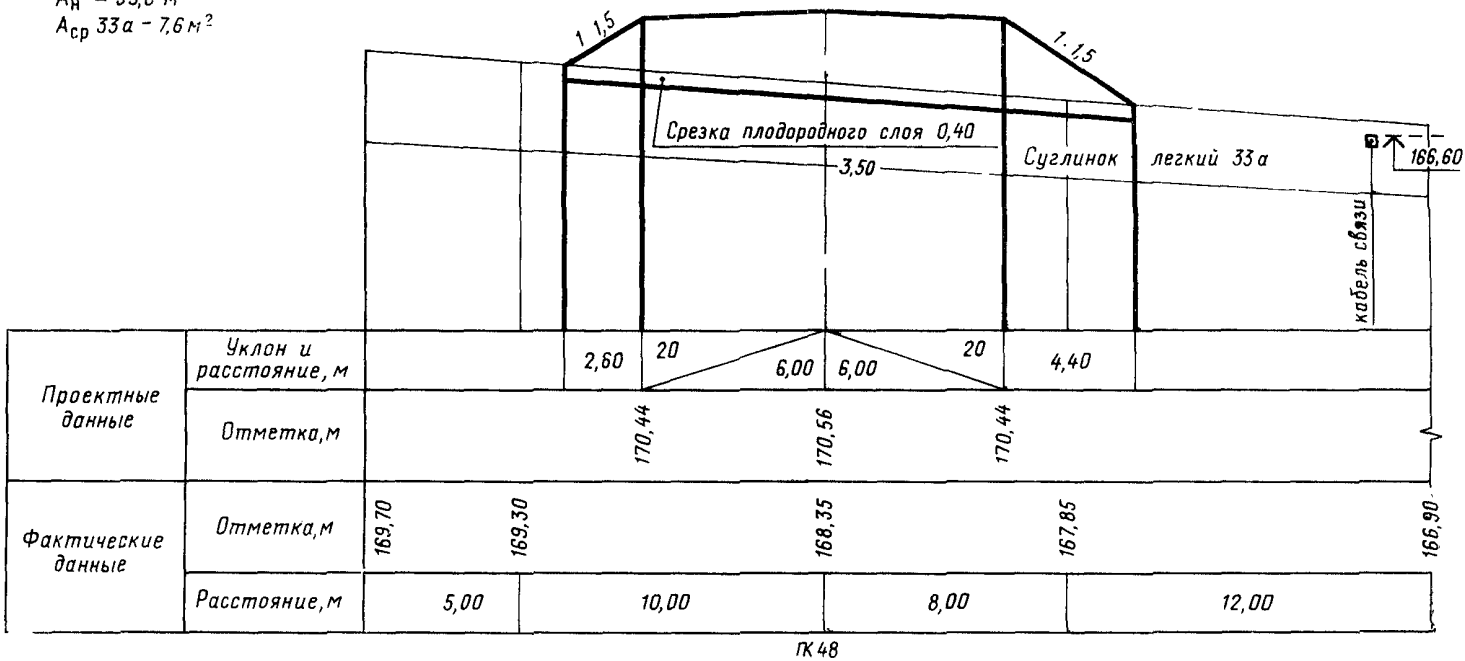 Aср 33а - 7,6 м²
1 1,5
1:1,5
Срезка плодородного слоя 0,40
3,50
Суглинок легкий 33а
166,60
кабель связи
Проектные данные
Уклон и расстояние, м
2,60
20
6,00
6,00
20
4,40
Отметка, м
170,44
170,56
170,44
Фактические данные
Отметка, м
169,70
169,30
168,35
167,85
166,90
Расстояние, м
5,00
10,00
8,00
12,00
ПК 48